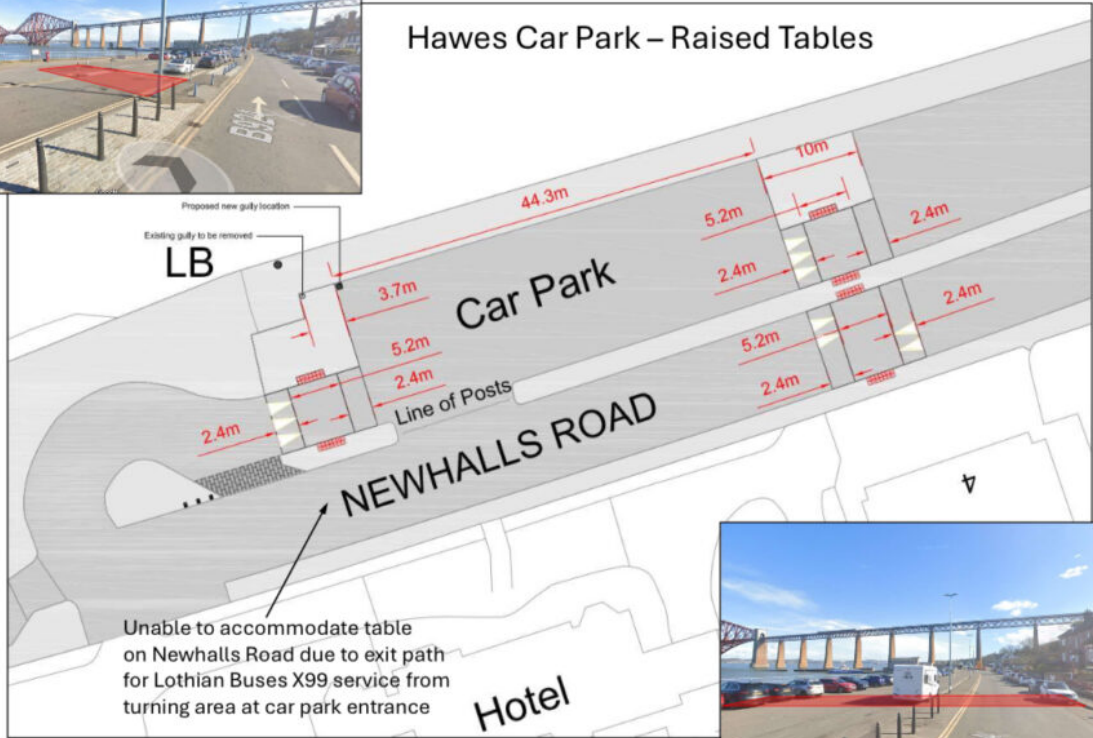 Hawes Car Park – Raised Tables
B924
Proposed new gully location
Existing gully to be removed
LB
44.3m
10m
5.2m
2.4m
2.4m
3.7m
Car Park
5.2m
2.4m
2.4m
5.2m
2.4m
Line of Posts
2.4m
NEWHALLS ROAD
4
Unable to accommodate table
on Newhalls Road due to exit path
for Lothian Buses X99 service from
turning area at car park entrance
Hotel